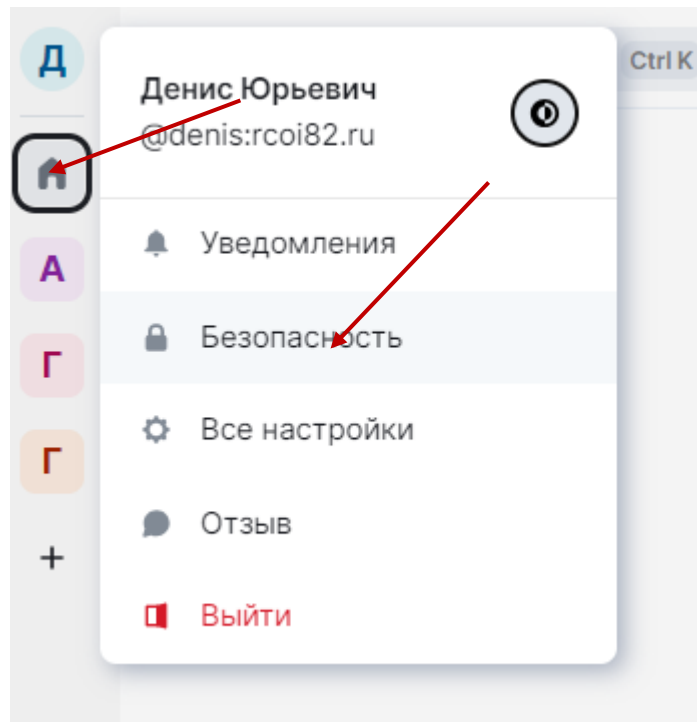 Д
Ctrl K
Денис Юрьевич
@denis:rcoi82.ru
Уведомления
А
Безопасность
Г
Все настройки
Г
Отзыв
+
Выйти